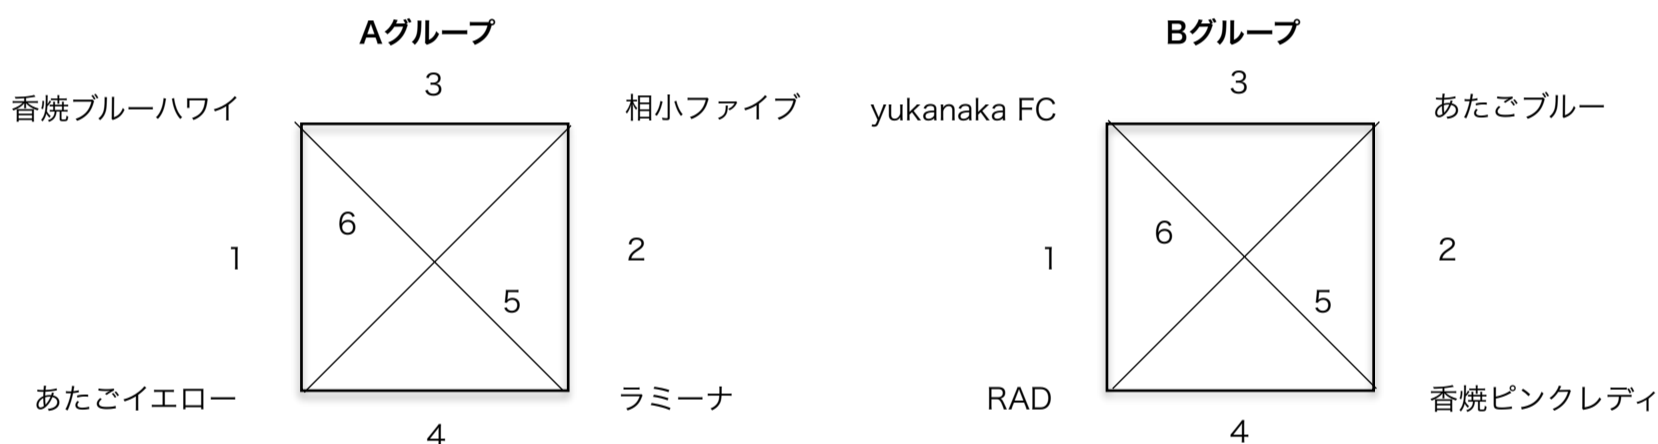 Aグループ
3
香焼ブルーハワイ
相小ファイブ
6
1
2
5
あたごイエロー
ラミーナ
4
Bグループ
3
yukanaka FC
あたごブルー
6
1
2
5
RAD
香焼ピンクレディ
4